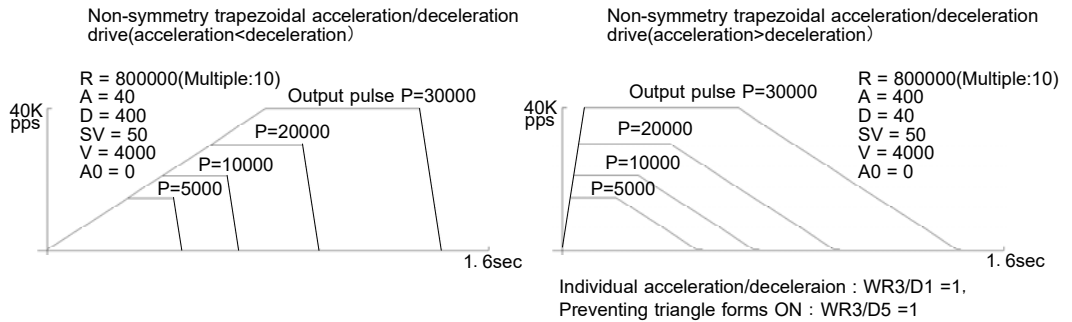 Non-symmetry trapezoidal acceleration/deceleration
drive(acceleration<deceleration）
R = 800000(Multiple:10)
A = 40
D = 400
SV = 50
V = 4000
A0 = 0
40K
pps
Output pulse P=30000
P=20000
P=10000
P=5000
1. 6sec
Non-symmetry trapezoidal acceleration/deceleration
drive(acceleration>deceleration）
R = 800000(Multiple:10)
A = 400
D = 40
SV = 50
V = 4000
A0 = 0
40K
pps
Output pulse P=30000
P=20000
P=10000
P=5000
1. 6sec
Individual acceleration/deceleraion : WR3/D1 =1,
Preventing triangle forms ON : WR3/D5 =1